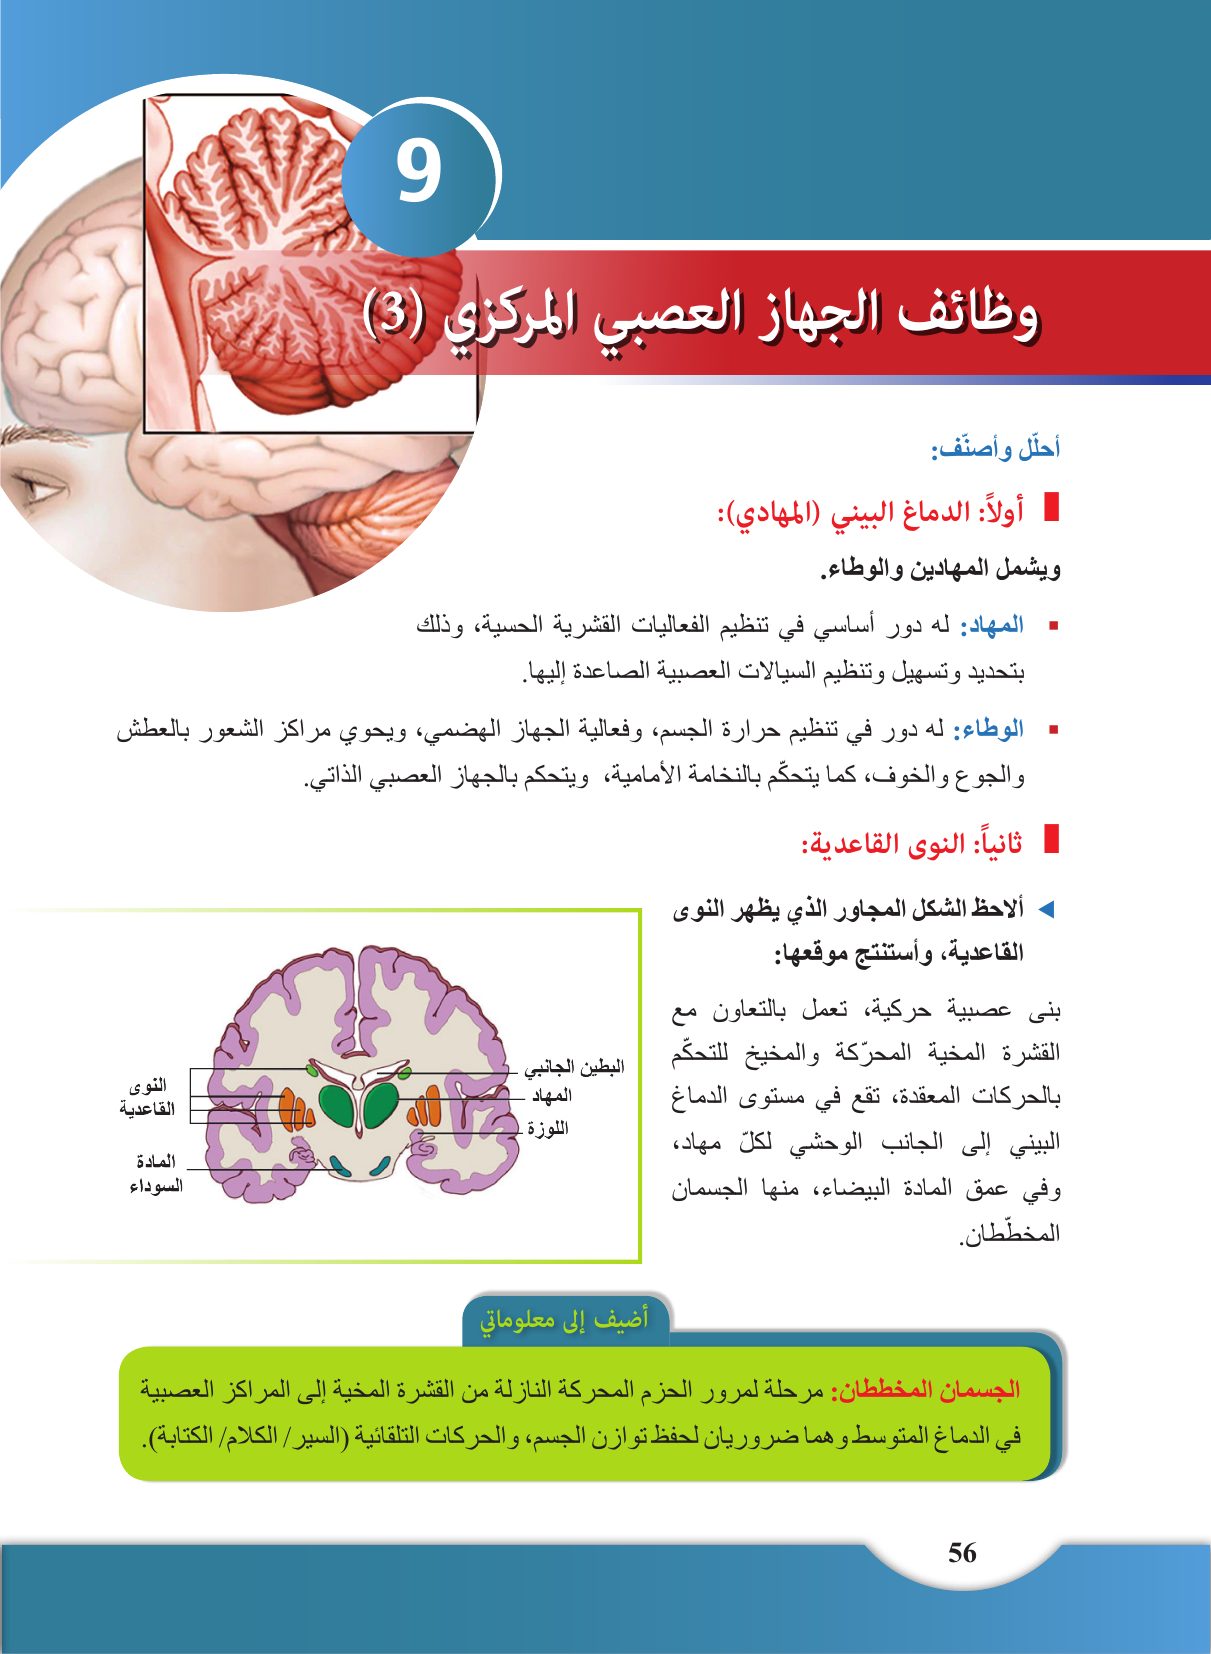 9
وظائف الجهاز العصبي المركزي (3)
أحلّل وأصنّف:
أولاً: الدماغ البيني (المهادي):
ويشمل المهادين والوطاء.
▪ المهاد: له دور أساسي في تنظيم الفعاليات القشرية الحسية، وذلك
بتحديد وتسهيل وتنظيم السيالات العصبية الصاعدة إليها.
▪ الوطاء: له دور في تنظيم حرارة الجسم، وفعالية الجهاز الهضمي، ويحوي مراكز الشعور بالعطش
والجوع والخوف، كما يتحكّم بالنخامة الأمامية، ويتحكم بالجهاز العصبي الذاتي.
ثانياً: النوى القاعدية:
ألاحظ الشكل المجاور الذي يظهر النوى
القاعدية، وأستنتج موقعها:
بنى عصبية حركية، تعمل بالتعاون مع
القشرة المخية المحرّكة والمخيخ للتحكّم
بالحركات المعقدة، تقع في مستوى الدماغ
البيني إلى الجانب الوحشي لكلّ مهاد،
وفي عمق المادة البيضاء، منها الجسمان
المخطّطان.
البطين الجانبي
المهاد
اللوزة
النوى
القاعدية
المادة
السوداء
أضيف إلى معلوماتي
الجسمان المخططان: مرحلة لمرور الحزم المحركة النازلة من القشرة المخية إلى المراكز العصبية
في الدماغ المتوسط وهما ضروريان لحفظ توازن الجسم، والحركات التلقائية (السير/ الكلام/ الكتابة).
56